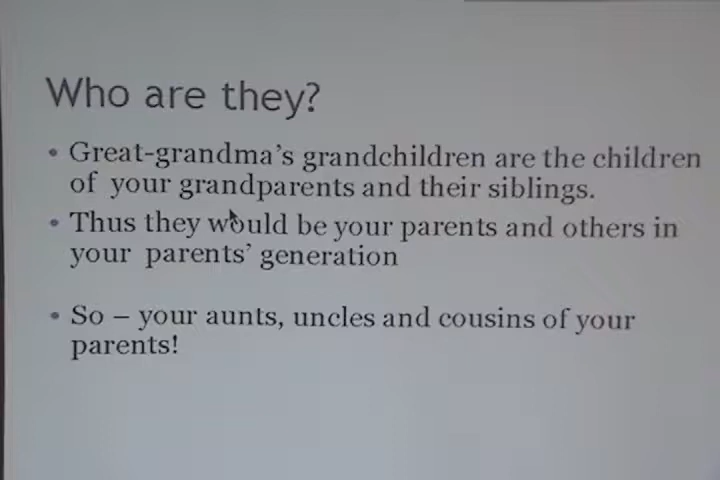 Who are they?
• Great-grandma's grandchildren are the children
of your grandparents and their siblings.
• Thus they would be your parents and others in
your parents' generation
• So – your aunts, uncles and cousins of your
parents!